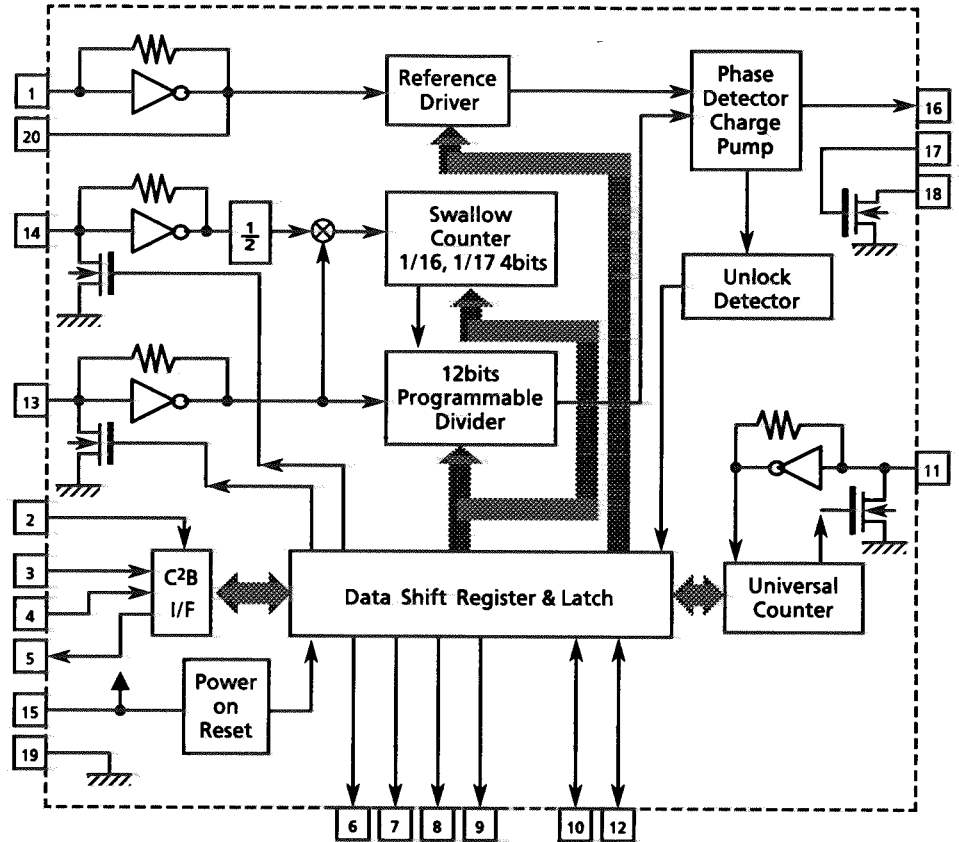 1
Reference
Driver
Phase
Detector
Charge
Pump
16
20
17
18
14
1
2
Swallow
Counter
1/16, 1/17 4bits
Unlock
Detector
13
12bits
Programmable
Divider
11
2
3
4
5
C²B
I/F
Data Shift Register & Latch
Universal
Counter
15
Power
on
Reset
19
6
7
8
9
10
12